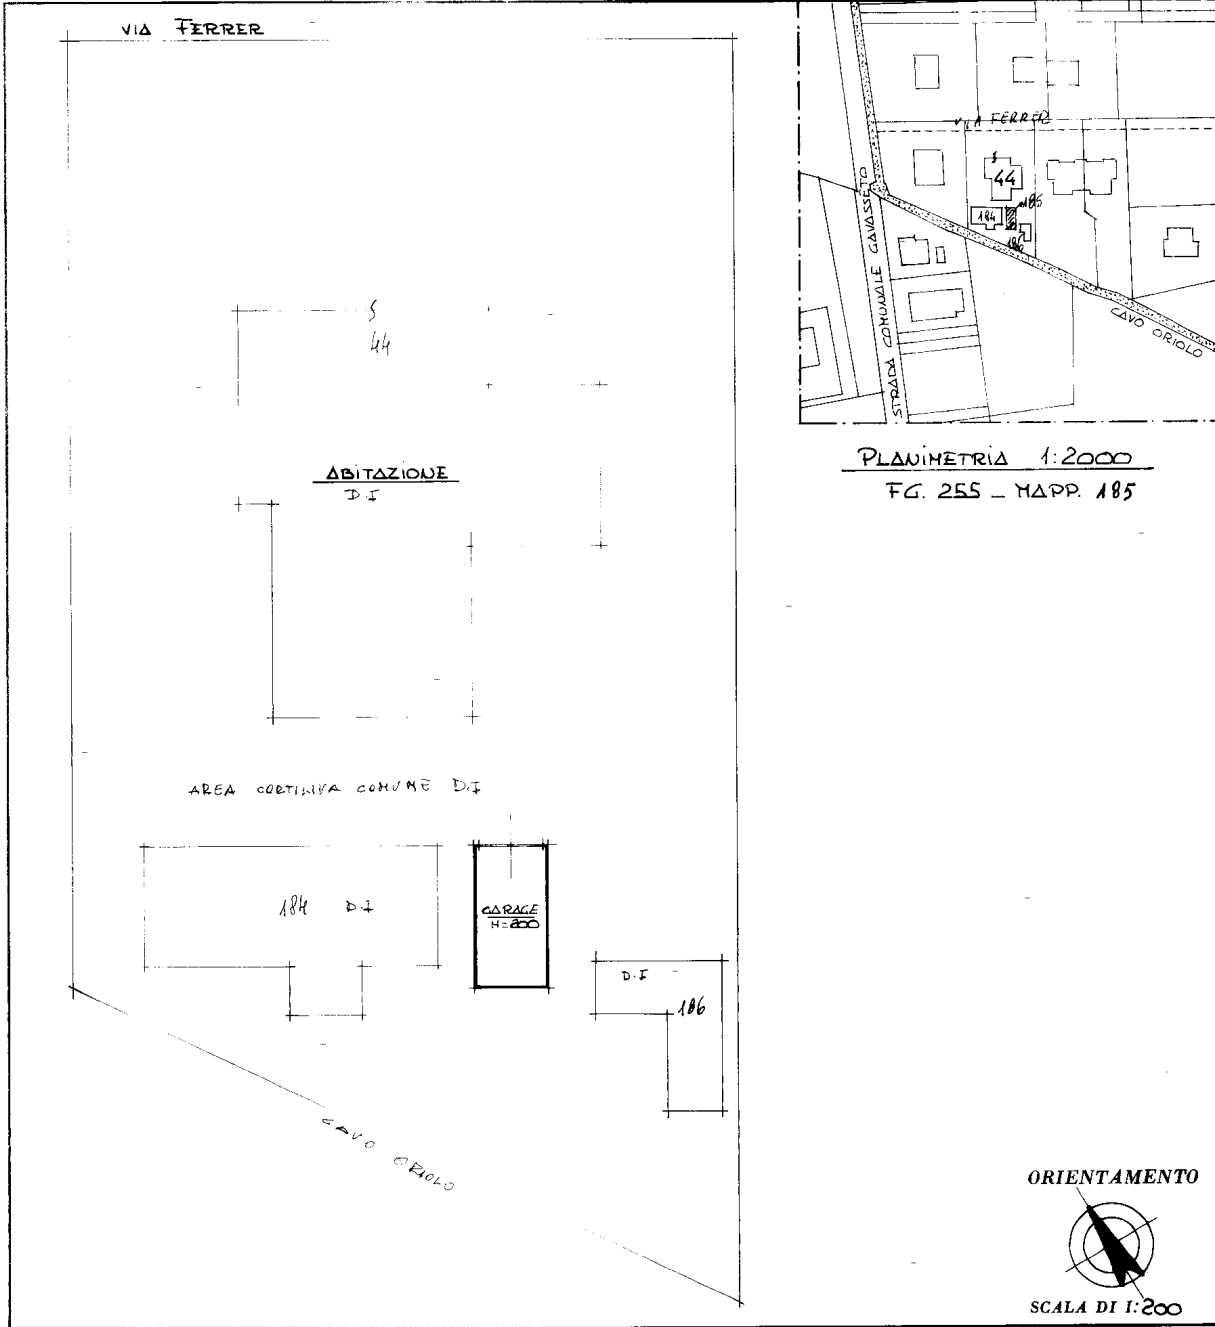 VIA FERRER
44
ABITAZIONE
D.I
AREA CORTILIVA COMUNE D.I
184 D.I
GARAGE
H=200
D.I
186
CAVO ORIOLO
VIA FERRER
44
184
185
186
STRADA COMUNALE GAVASSETO
CAVO ORIOLO
PLANIMETRIA 1:2000
FG. 255 _ MAPP. 185
ORIENTAMENTO
SCALA DI 1:200